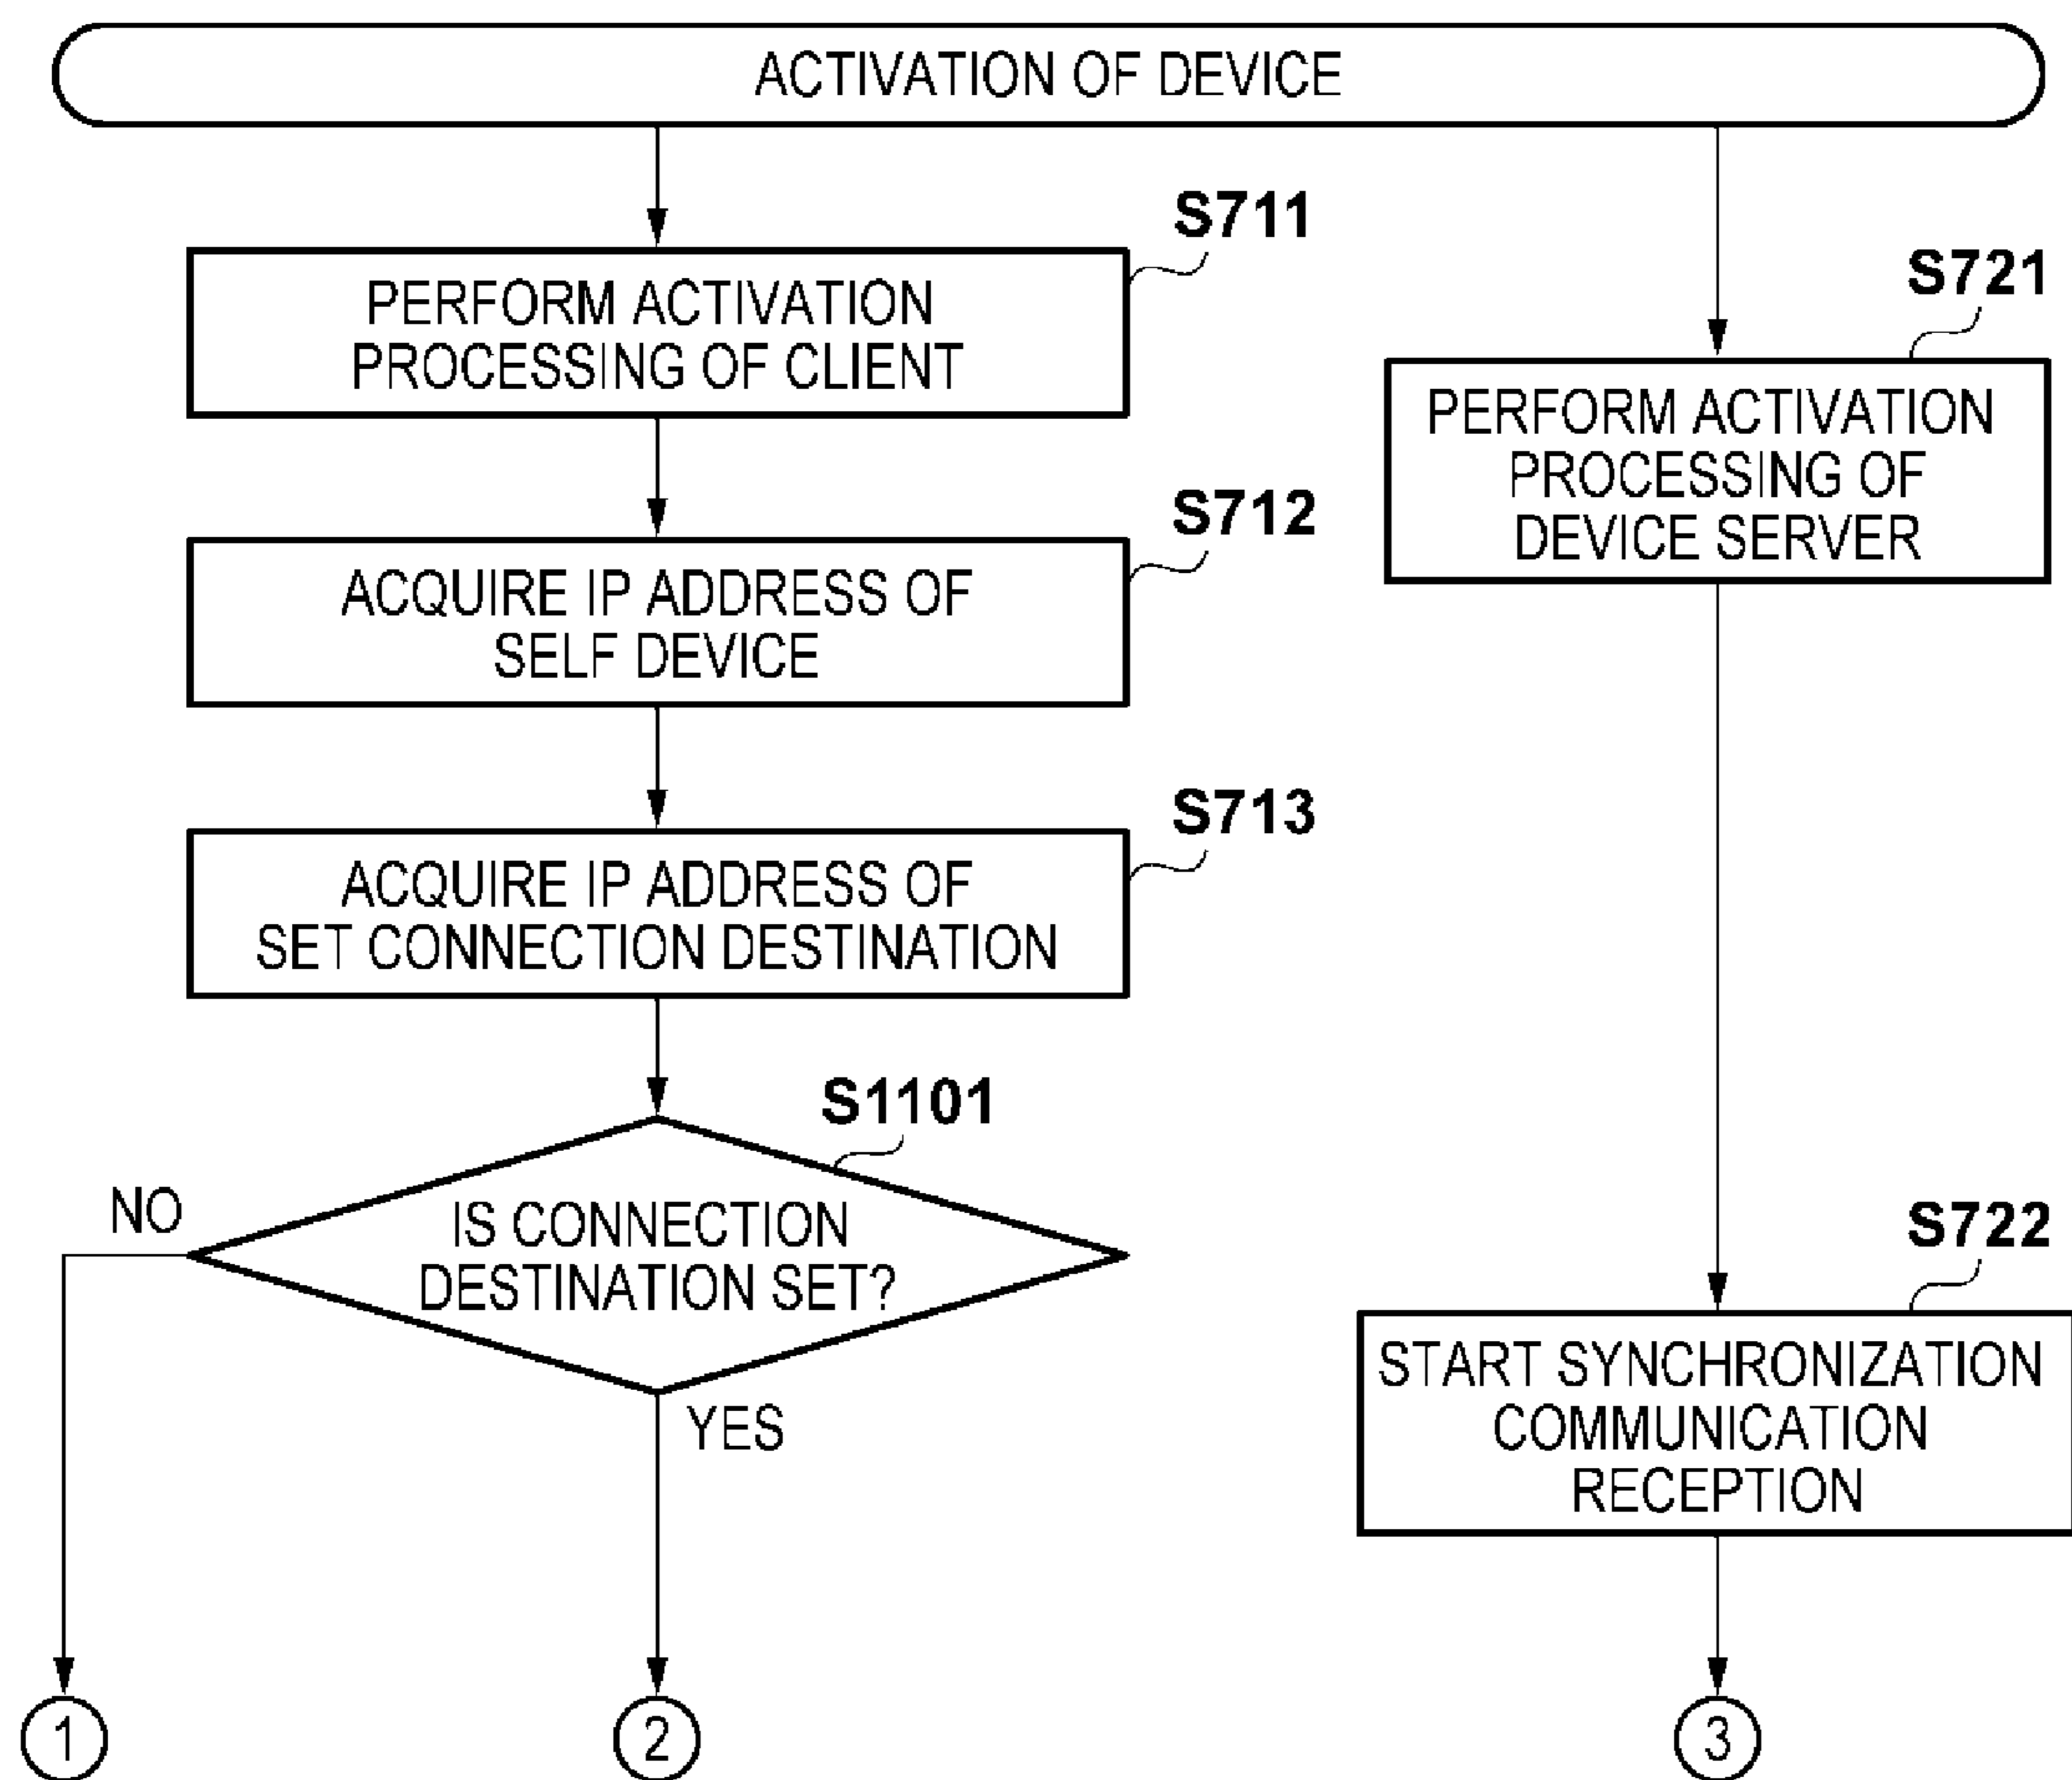 ACTIVATION OF DEVICE
S711
PERFORM ACTIVATION
PROCESSING OF CLIENT
S712
ACQUIRE IP ADDRESS OF
SELF DEVICE
S713
ACQUIRE IP ADDRESS OF
SET CONNECTION DESTINATION
S1101
IS CONNECTION
DESTINATION SET?
NO
YES
1
2
S721
PERFORM ACTIVATION
PROCESSING OF
DEVICE SERVER
S722
START SYNCHRONIZATION
COMMUNICATION
RECEPTION
3